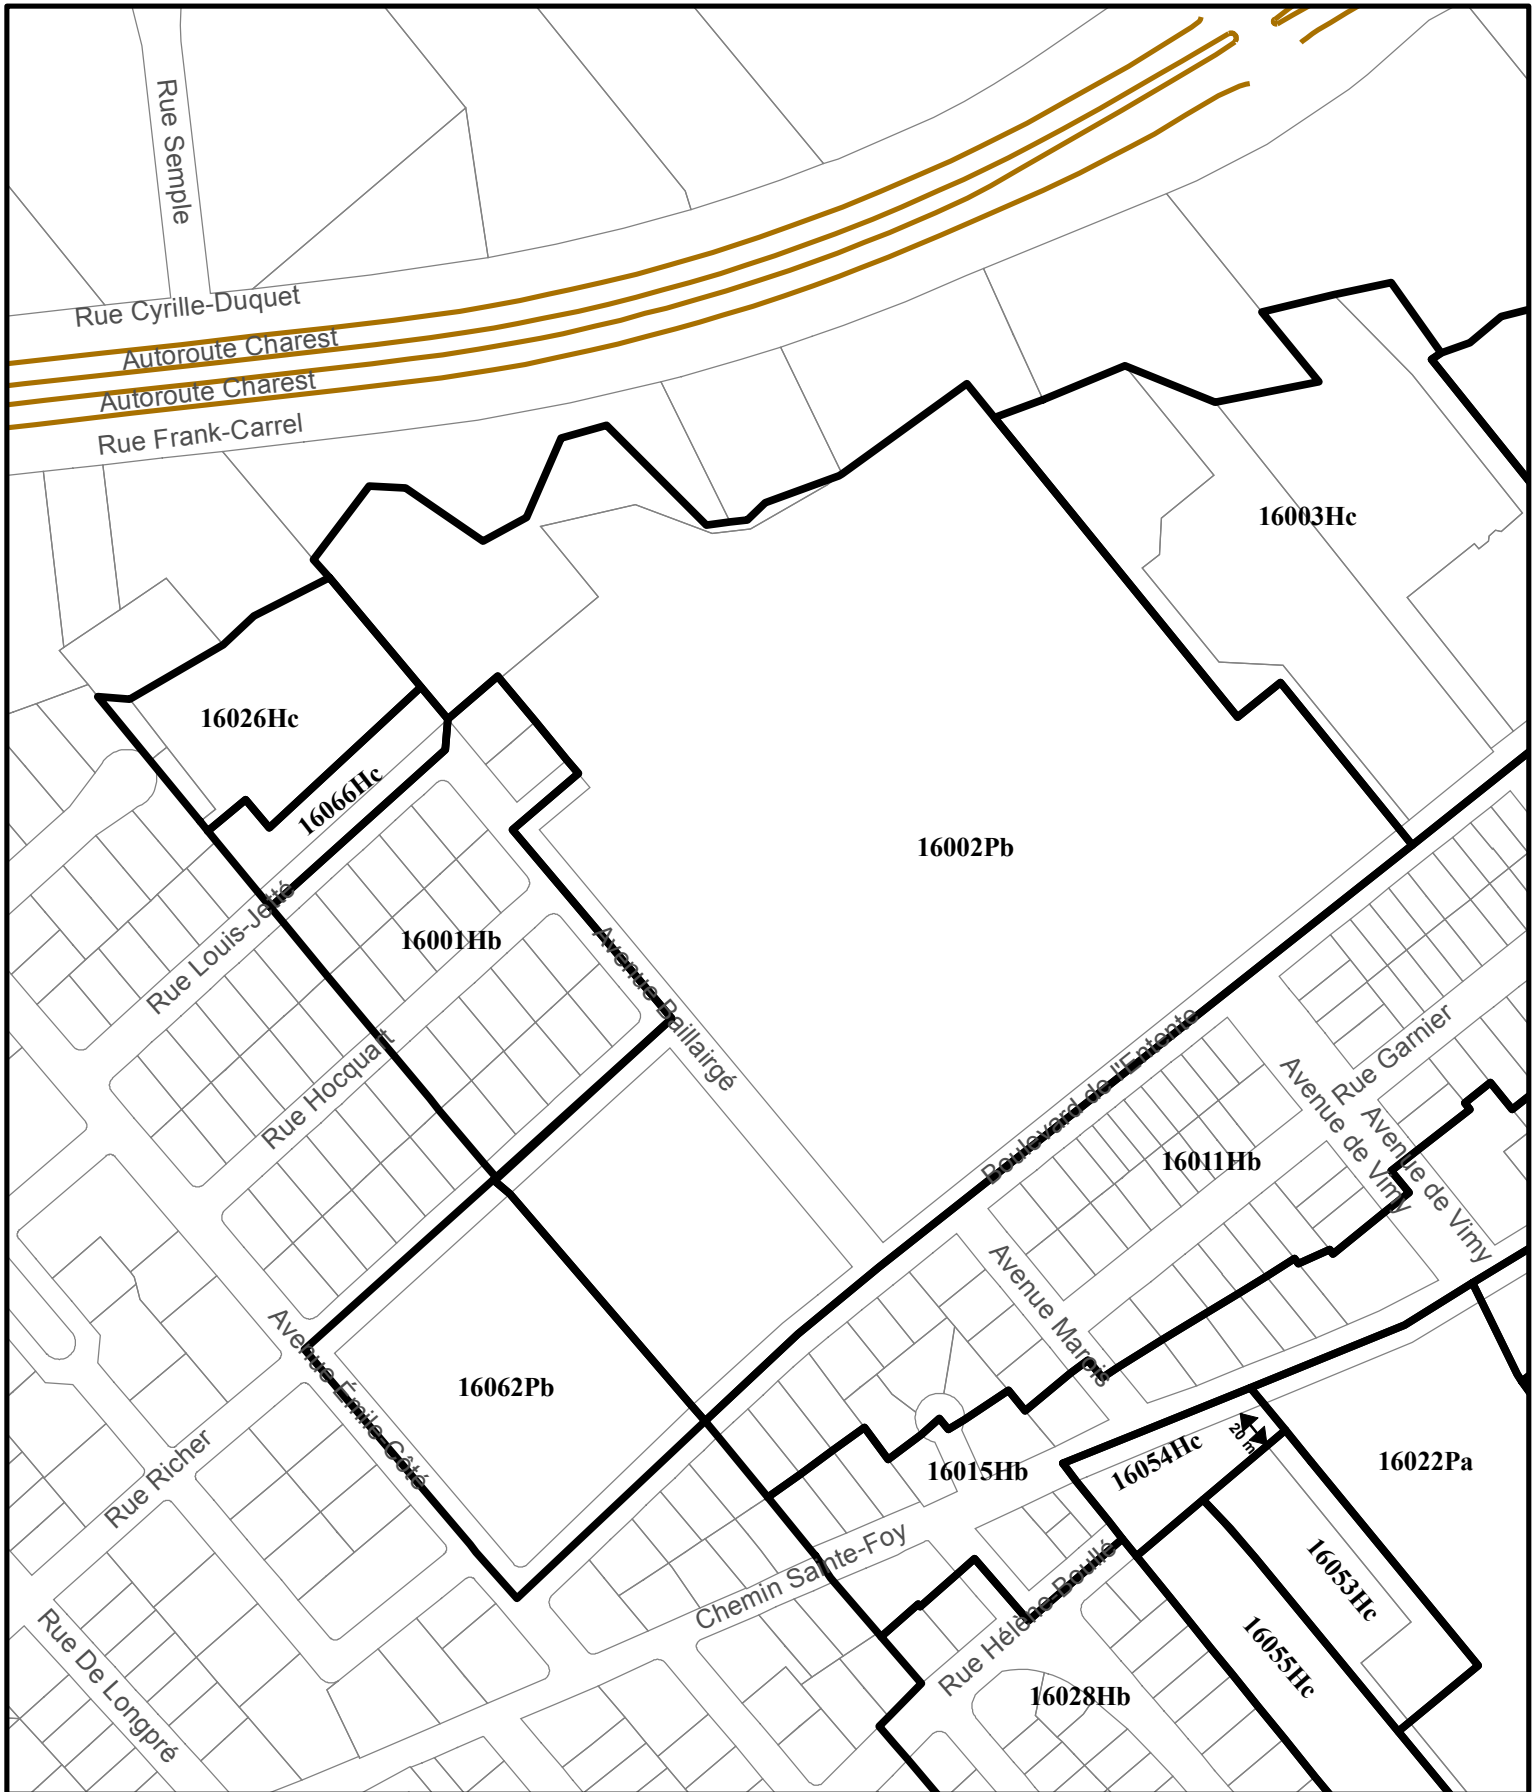 Rue Semple
Rue Cyrille-Duquet
Autoroute Charest
Autoroute Charest
Rue Frank-Carrel
16003Hc
16026Hc
16066Hc
16002Pb
Rue Louis-Jetté
16001Hb
Avenue Baillairgé
Rue Hocquart
Boulevard de l'Entente
Rue Garnier
Avenue de Vimy
Avenue de Vimy
16011Hb
Avenue Marois
Avenue Émile-Côté
16062Pb
Rue Richer
16015Hb
16054Hc
20 m
16022Pa
Chemin Sainte-Foy
Rue Hélène-Boullé
16053Hc
16055Hc
Rue De Longpré
16028Hb